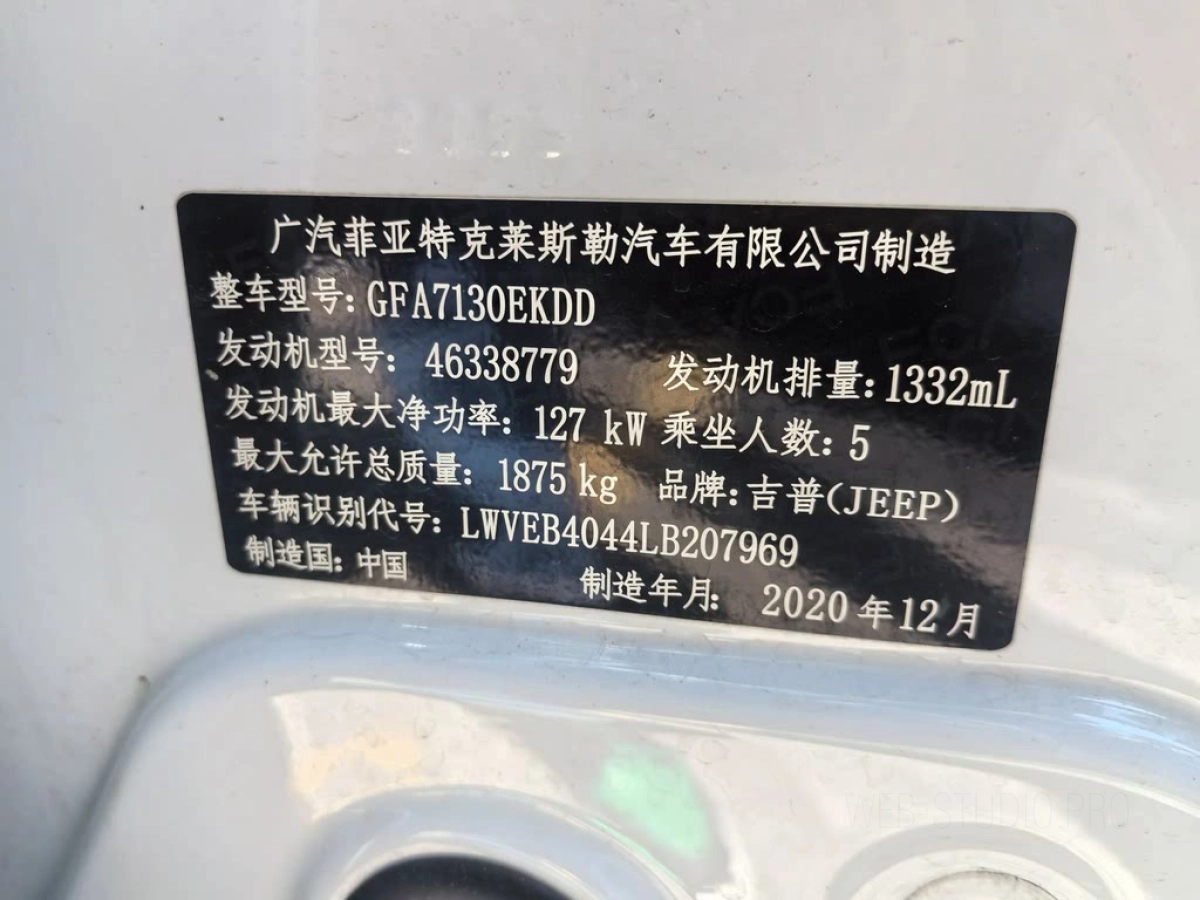 广汽菲亚特克莱斯勒汽车有限公司制造
整车型号: GFA7130EKDD
发动机型号: 46338779 发动机排量: 1332mL
发动机最大净功率: 127 kW 乘坐人数: 5
最大允许总质量: 1875 kg 品牌: 吉普(JEEP)
车辆识别代号: LWVEB4044LB207969
制造国: 中国 制造年月: 2020年12月
WEB-STUDIO.PRO